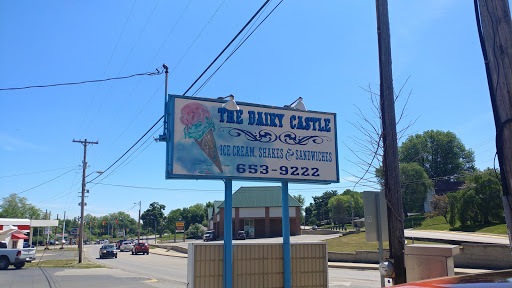 THE DAIRY CASTLE
ICE CREAM, SHAKES & SANDWICHES
653-9222